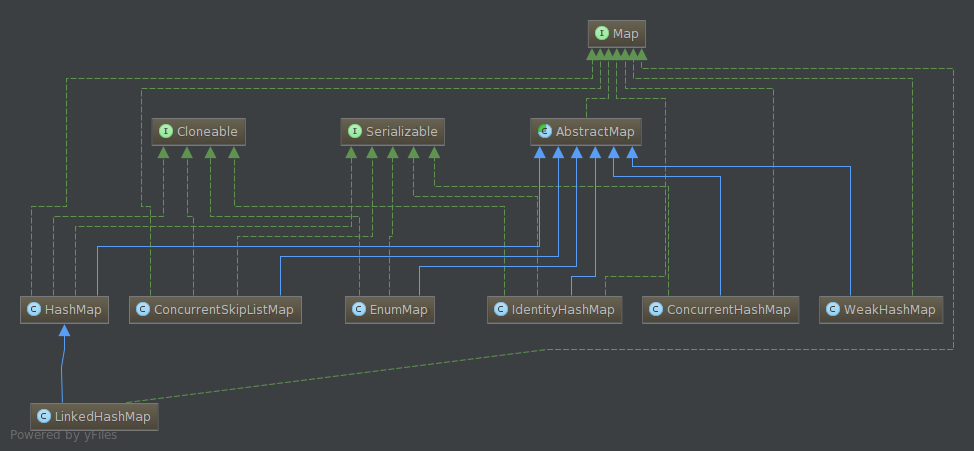 I Map
I Cloneable
I Serializable
C AbstractMap
C HashMap
C ConcurrentSkipListMap
C EnumMap
C IdentityHashMap
C ConcurrentHashMap
C WeakHashMap
C LinkedHashMap
Powered by yFiles